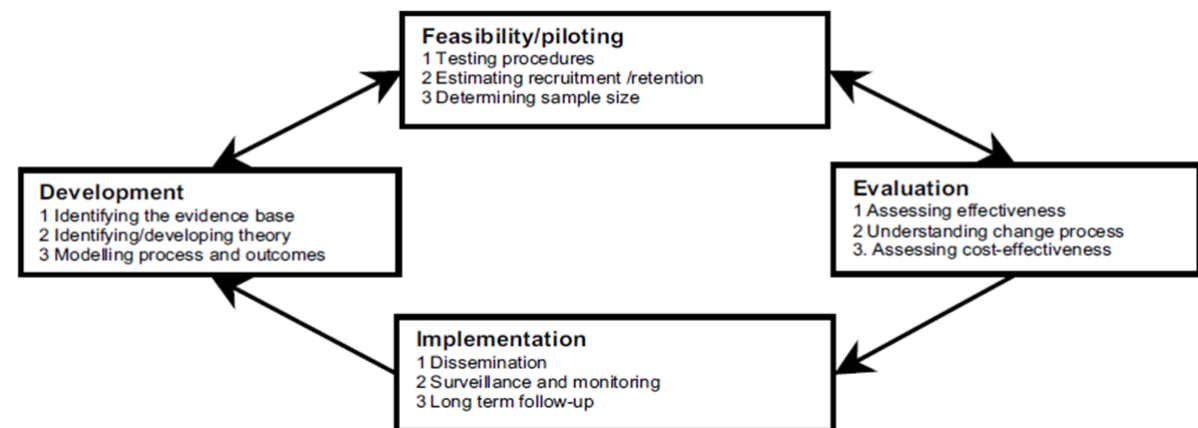 Feasibility/piloting
1 Testing procedures
2 Estimating recruitment /retention
3 Determining sample size
Development
1 Identifying the evidence base
2 Identifying/developing theory
3 Modelling process and outcomes
Evaluation
1 Assessing effectiveness
2 Understanding change process
3. Assessing cost-effectiveness
Implementation
1 Dissemination
2 Surveillance and monitoring
3 Long term follow-up